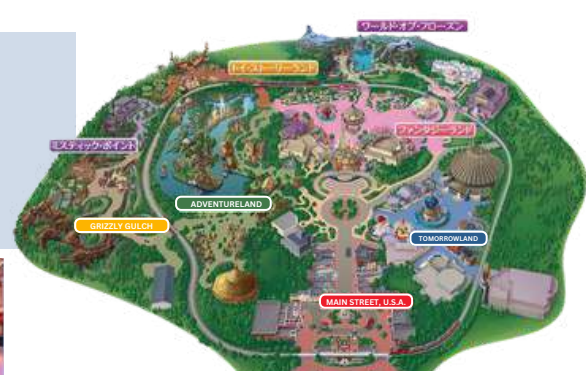 ワールド・オブ・フローズン
トイ・ストーリーランド
ファンタジーランド
ミスティック・ポイント
ADVENTURELAND
GRIZZLY GULCH
TOMORROWLAND
MAIN STREET, U.S.A.